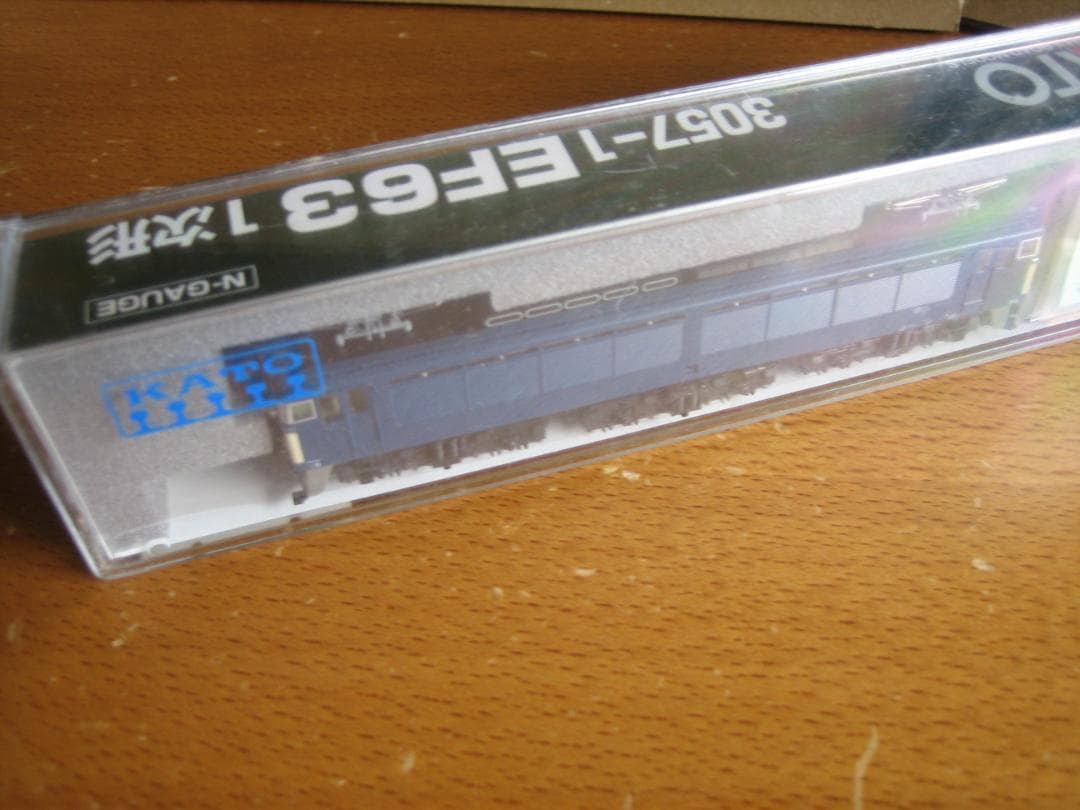 KATO
3057-1 EF63 1次形
N-GAUGE
KATO